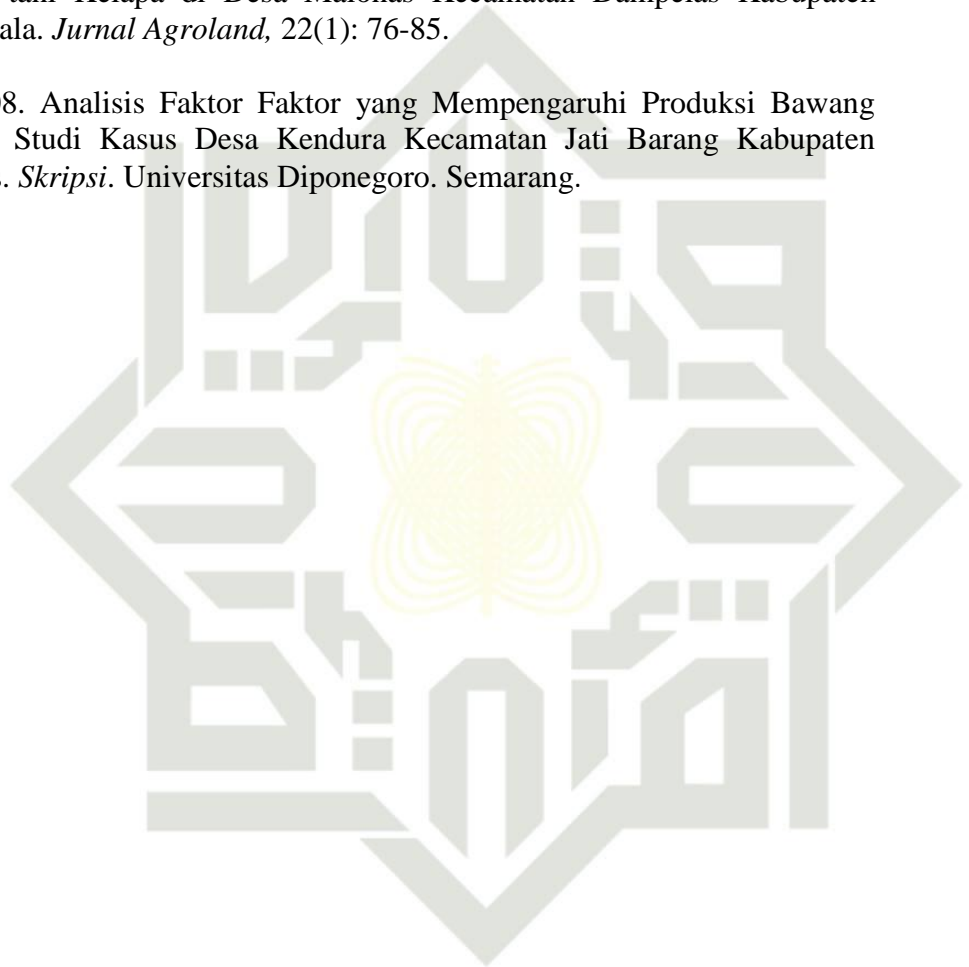 tani Kelapa di Desa Malonas Kecamatan Dampelas Kabupaten
ala. Jurnal Agroland, 22(1): 76-85.
08. Analisis Faktor Faktor yang Mempengaruhi Produksi Bawang
Studi Kasus Desa Kendura Kecamatan Jati Barang Kabupaten
. Skripsi. Universitas Diponegoro. Semarang.